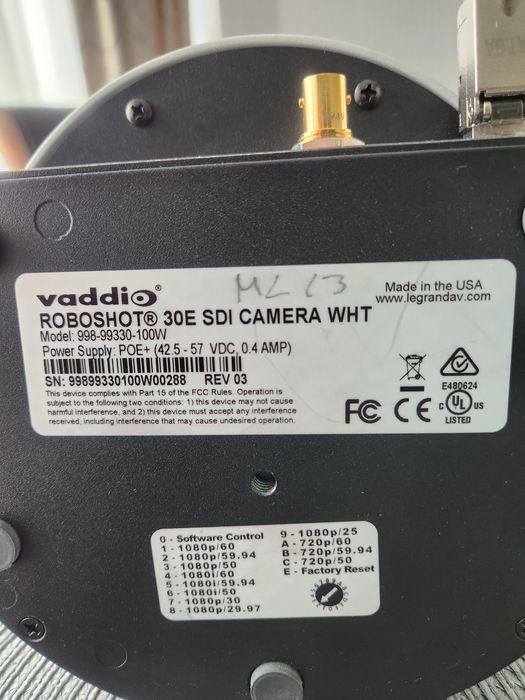 vaddio®
ML 13
Made in the USA
www.legrandav.com
ROBOSHOT® 30E SDI CAMERA WHT
Model: 998-99330-100W
Power Supply: POE+ (42.5 - 57 VDC, 0.4 AMP)
SN: 99899330100W00288 REV 03
This device complies with Part 15 of the FCC Rules. Operation is
subject to the following two conditions: 1) this device may not cause
harmful interference, and 2) this device must accept any interference
received, including interference that may cause undesired operation.
FC CE
E480624
c UL us
LISTED
0 - Software Control
1 - 1080p/60
2 - 1080p/59.94
3 - 1080p/50
4 - 1080i/60
5 - 1080i/59.94
6 - 1080i/50
7 - 1080p/30
8 - 1080p/29.97
9 - 1080p/25
A - 720p/60
B - 720p/59.94
C - 720p/50
E - Factory Reset